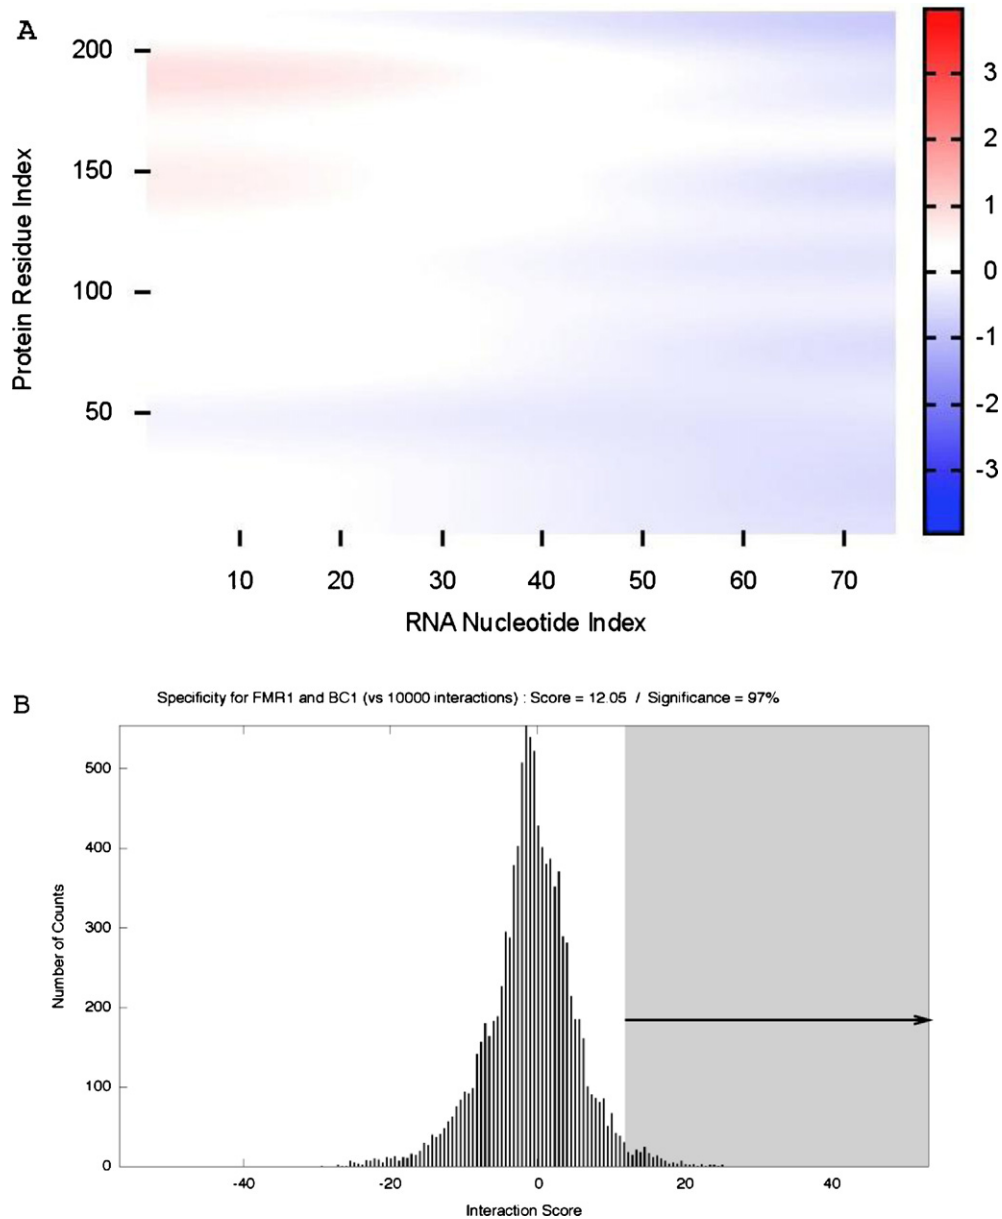 A
200
150
100
50
Protein Residue Index
10 20 30 40 50 60 70
RNA Nucleotide Index
3
2
1
0
-1
-2
-3
B
Specificity for FMR1 and BC1 (vs 10000 interactions) : Score = 12.05 / Significance = 97%
500
400
300
200
100
0
Number of Counts
-40 -20 0 20 40
Interaction Score